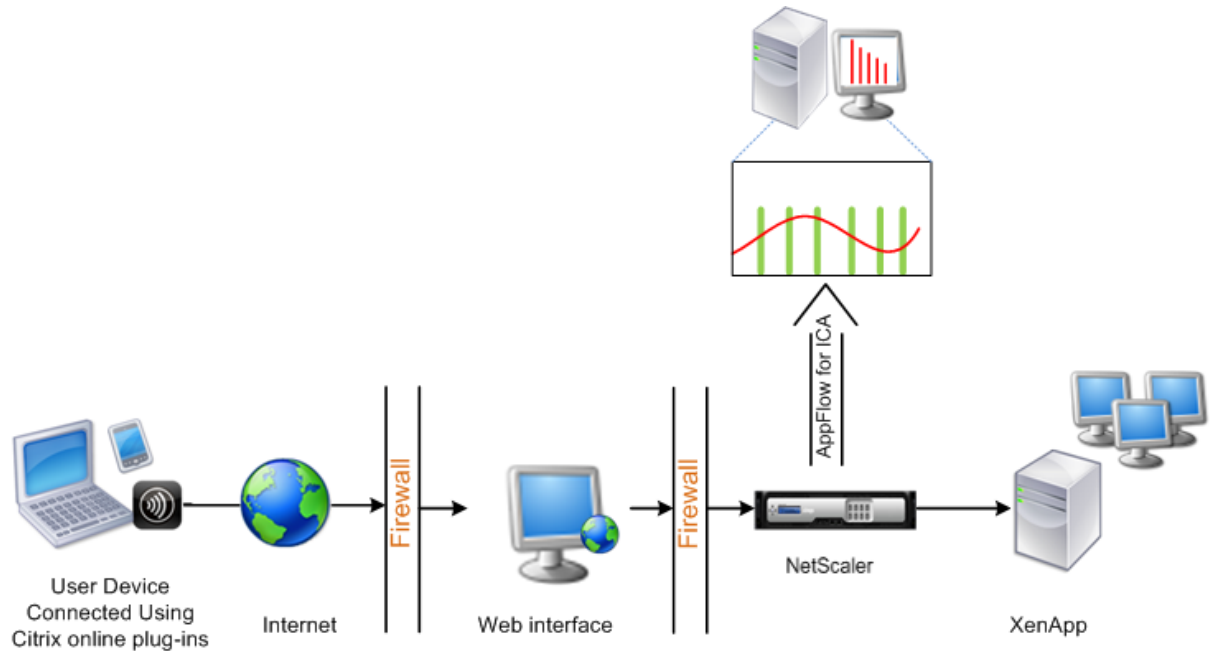 AppFlow for ICA
Firewall
Firewall
NetScaler
User Device
Connected Using
Citrix online plug-ins
Internet
Web interface
XenApp